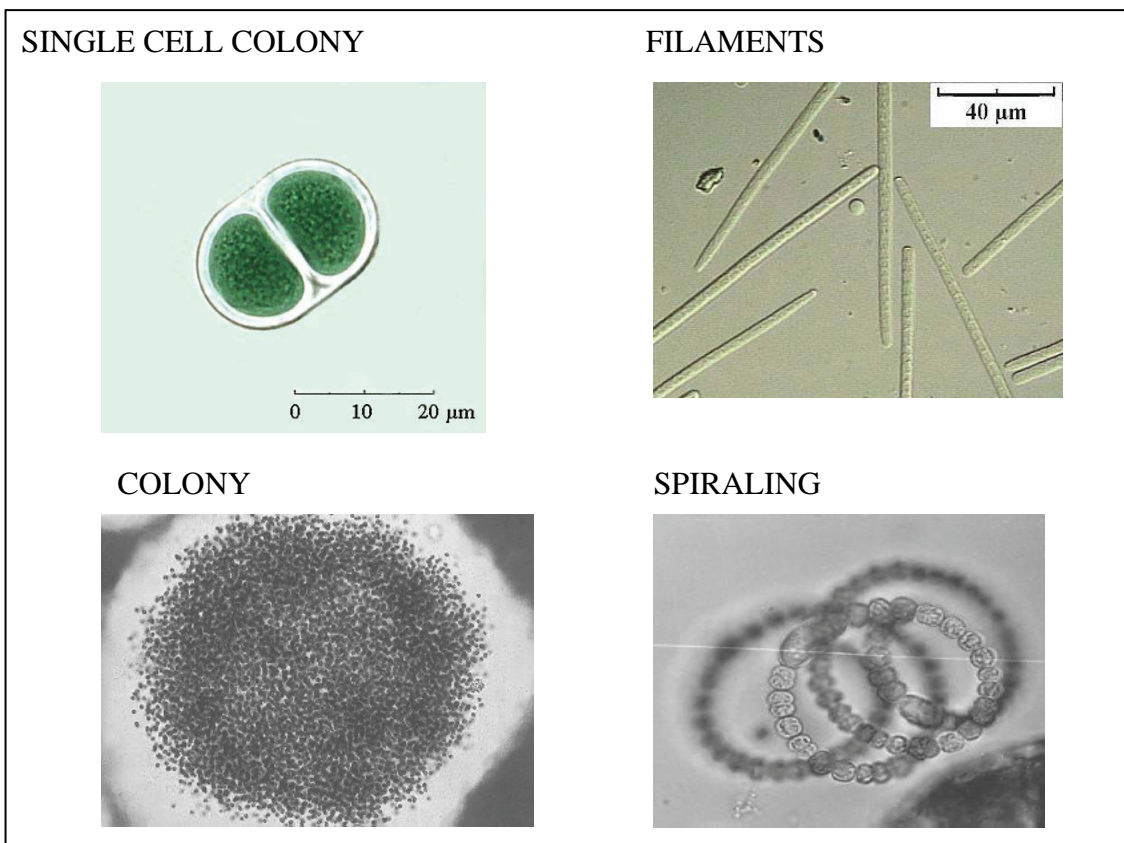 SINGLE CELL COLONY
FILAMENTS
40 µm
0 10 20 µm
COLONY
SPIRALING